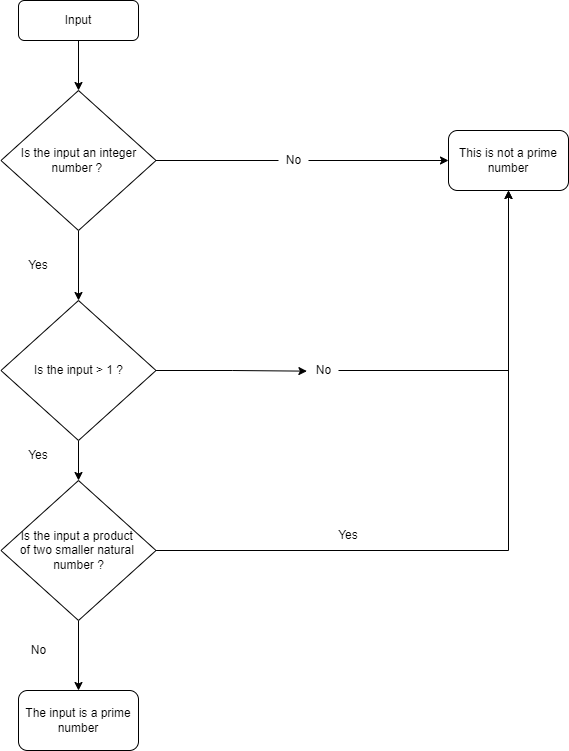 Input
Is the input an integer
number ?
No
This is not a prime
number
Yes
Is the input > 1 ?
No
Yes
Is the input a product
of two smaller natural
number ?
Yes
No
The input is a prime
number